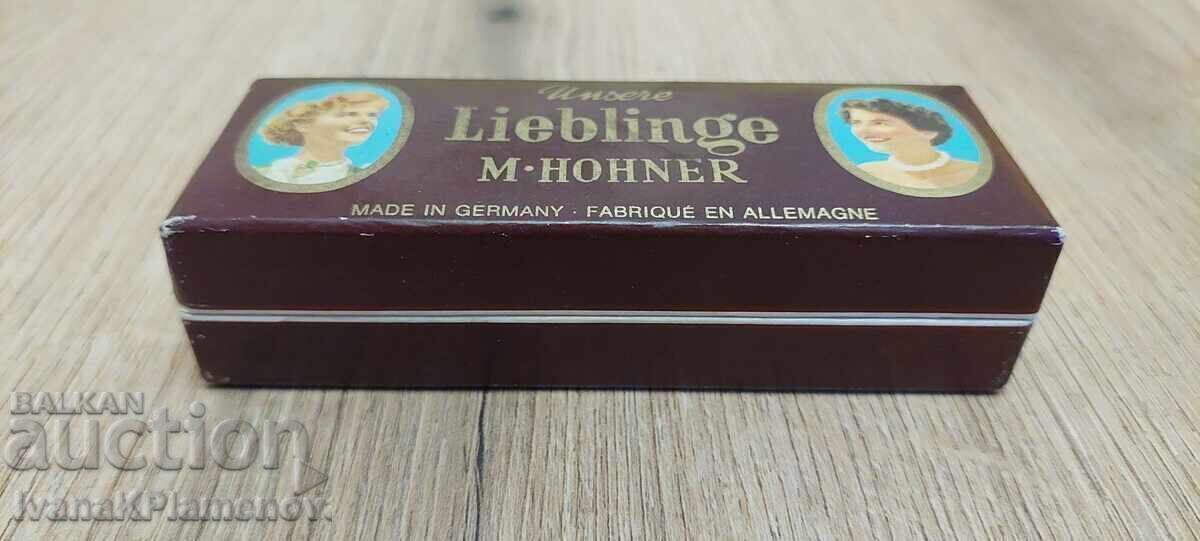 Unsere
Lieblinge
M·HOHNER
MADE IN GERMANY · FABRIQUÉ EN ALLEMAGNE
BALKAN
auction
IvanaKPlamenov